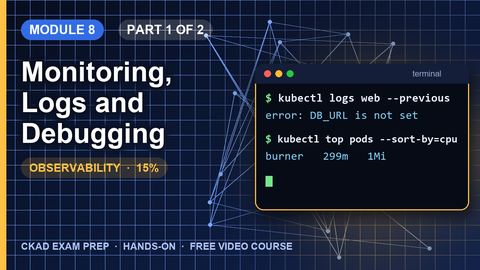 MODULE 8
PART 1 OF 2
Monitoring,
Logs and
Debugging
OBSERVABILITY · 15%
terminal
$ kubectl logs web --previous
error: DB_URL is not set
$ kubectl top pods --sort-by=cpu
burner 299m 1Mi
CKAD EXAM PREP · HANDS-ON · FREE VIDEO COURSE